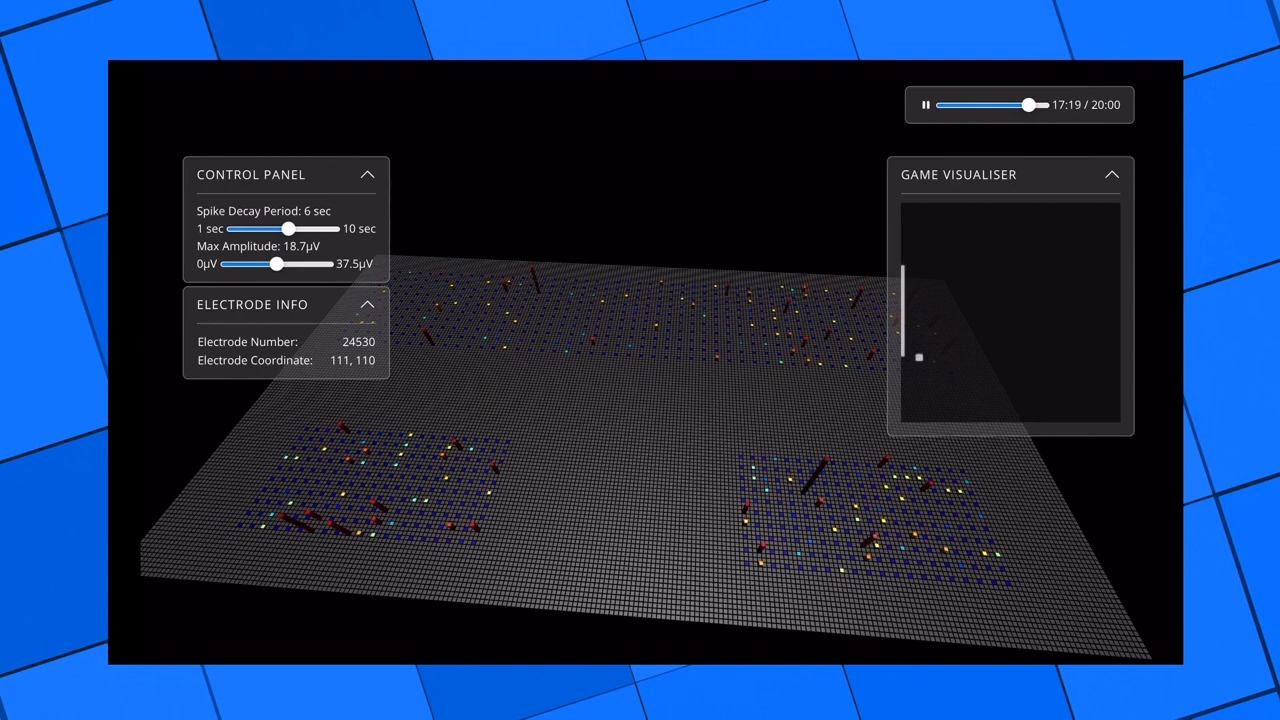 17:19 / 20:00
CONTROL PANEL
Spike Decay Period: 6 sec
1 sec 10 sec
Max Amplitude: 18.7µV
0µV 37.5µV
ELECTRODE INFO
Electrode Number: 24530
Electrode Coordinate: 111, 110
GAME VISUALISER